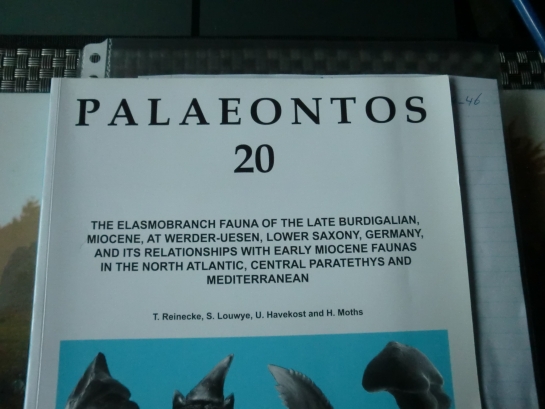 PALAEONTOS
20
THE ELASMOBRANCH FAUNA OF THE LATE BURDIGALIAN,
MIOCENE, AT WERDER-UESEN, LOWER SAXONY, GERMANY,
AND ITS RELATIONSHIPS WITH EARLY MIOCENE FAUNAS
IN THE NORTH ATLANTIC, CENTRAL PARATETHYS AND
MEDITERRANEAN
T. Reinecke, S. Louwye, U. Havekost and H. Moths